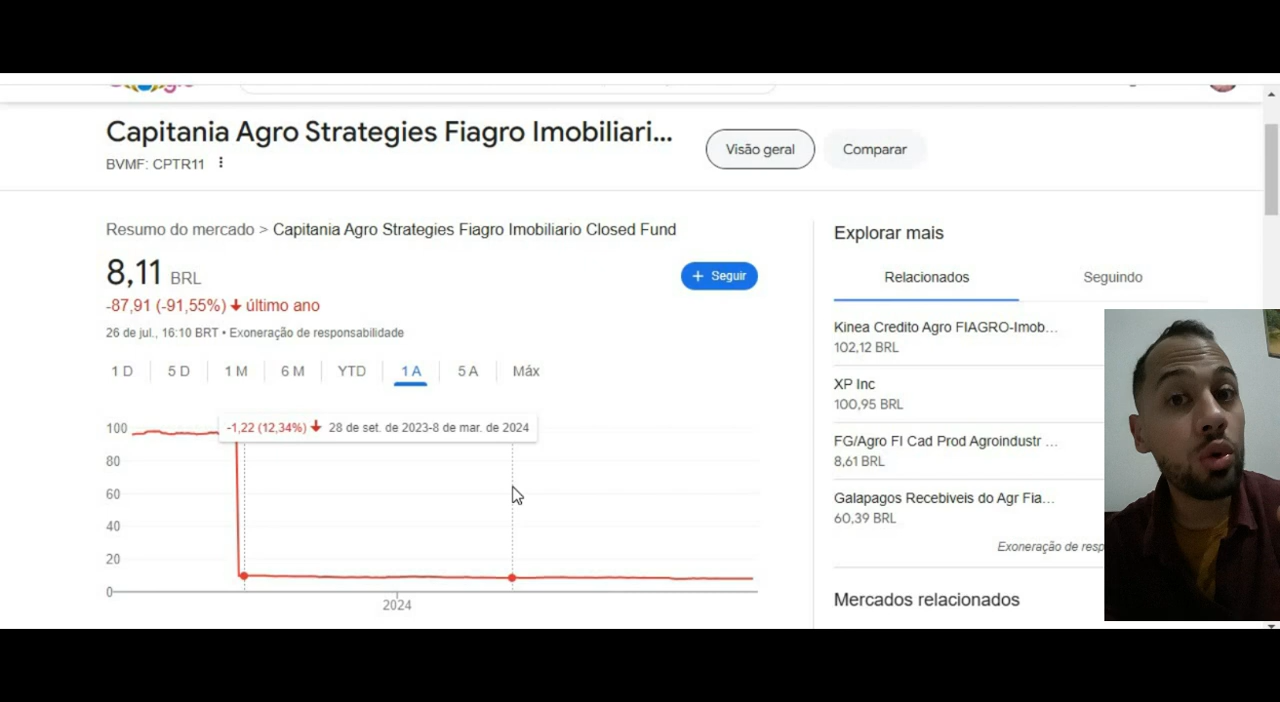 Capitania Agro Strategies Fiagro Imobiliari...
BVMF: CPTR11
Visão geral
Comparar
Resumo do mercado > Capitania Agro Strategies Fiagro Imobiliario Closed Fund
8,11 BRL
+ Seguir
-87,91 (-91,55%) último ano
26 de jul., 16:10 BRT • Exoneração de responsabilidade
1 D
5 D
1 M
6 M
YTD
1 A
5 A
Máx
-1,22 (12,34%) 28 de set. de 2023-8 de mar. de 2024
100
80
60
40
20
0
2024
Explorar mais
Relacionados
Seguindo
Kinea Credito Agro FIAGRO-Imob...
102,12 BRL
XP Inc
100,95 BRL
FG/Agro FI Cad Prod Agroindustr ...
8,61 BRL
Galapagos Recebiveis do Agr Fia...
60,39 BRL
Exoneração de resp
Mercados relacionados